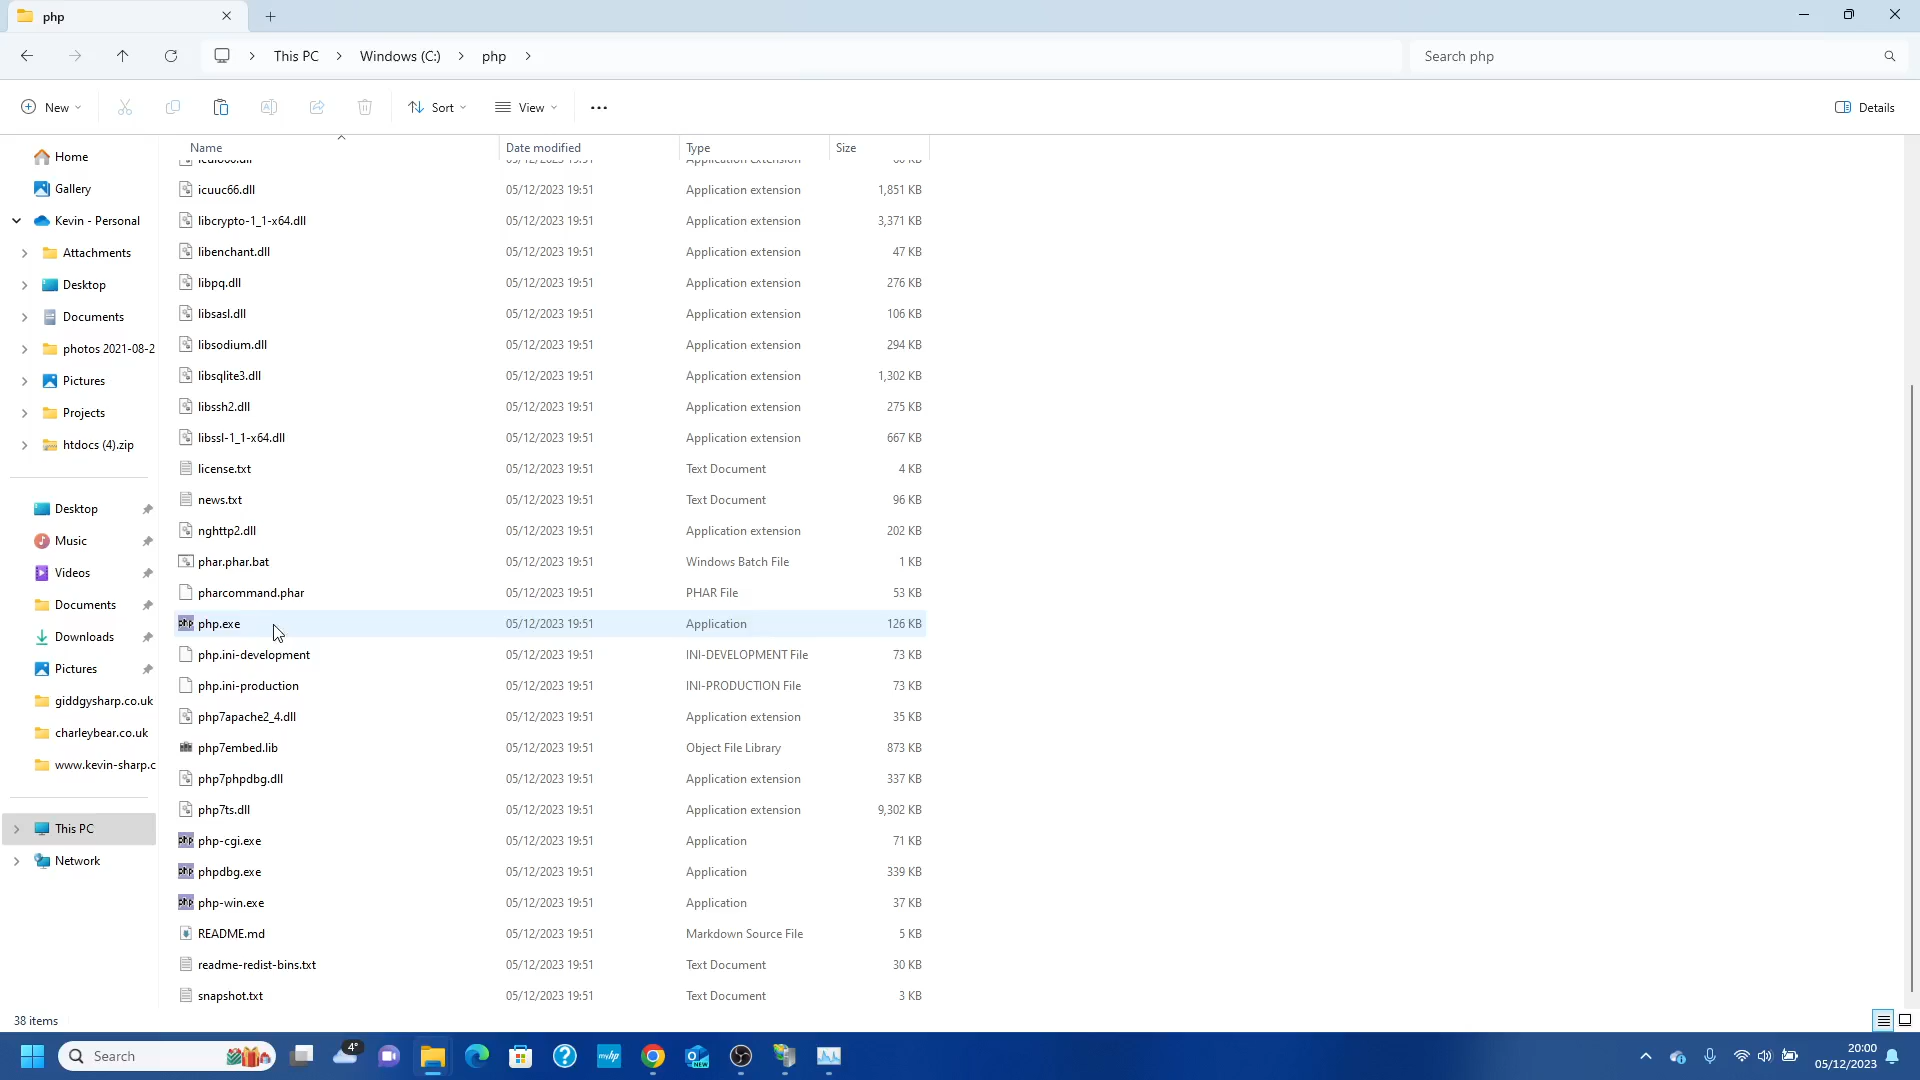 php
This PC
Windows (C:)
php
Search php
New
Sort
View
Details
Name
Date modified
Type
Size
Home
Gallery
Kevin - Personal
Attachments
Desktop
Documents
photos 2021-08-2
Pictures
Projects
htdocs (4).zip
Desktop
Music
Videos
Documents
Downloads
Pictures
giddgysharp.co.uk
charleybear.co.uk
www.kevin-sharp.c
This PC
Network
icuuc66.dll 05/12/2023 19:51 Application extension 1,851 KB
libcrypto-1_1-x64.dll 05/12/2023 19:51 Application extension 3,371 KB
libenchant.dll 05/12/2023 19:51 Application extension 47 KB
libpq.dll 05/12/2023 19:51 Application extension 276 KB
libsasl.dll 05/12/2023 19:51 Application extension 106 KB
libsodium.dll 05/12/2023 19:51 Application extension 294 KB
libsqlite3.dll 05/12/2023 19:51 Application extension 1,302 KB
libssh2.dll 05/12/2023 19:51 Application extension 275 KB
libssl-1_1-x64.dll 05/12/2023 19:51 Application extension 667 KB
license.txt 05/12/2023 19:51 Text Document 4 KB
news.txt 05/12/2023 19:51 Text Document 96 KB
nghttp2.dll 05/12/2023 19:51 Application extension 202 KB
phar.phar.bat 05/12/2023 19:51 Windows Batch File 1 KB
pharcommand.phar 05/12/2023 19:51 PHAR File 53 KB
php.exe 05/12/2023 19:51 Application 126 KB
php.ini-development 05/12/2023 19:51 INI-DEVELOPMENT File 73 KB
php.ini-production 05/12/2023 19:51 INI-PRODUCTION File 73 KB
php7apache2_4.dll 05/12/2023 19:51 Application extension 35 KB
php7embed.lib 05/12/2023 19:51 Object File Library 873 KB
php7phpdbg.dll 05/12/2023 19:51 Application extension 337 KB
php7ts.dll 05/12/2023 19:51 Application extension 9,302 KB
php-cgi.exe 05/12/2023 19:51 Application 71 KB
phpdbg.exe 05/12/2023 19:51 Application 339 KB
php-win.exe 05/12/2023 19:51 Application 37 KB
README.md 05/12/2023 19:51 Markdown Source File 5 KB
readme-redist-bins.txt 05/12/2023 19:51 Text Document 30 KB
snapshot.txt 05/12/2023 19:51 Text Document 3 KB
38 items
Search
4°
myhp
NEW
20:00
05/12/2023